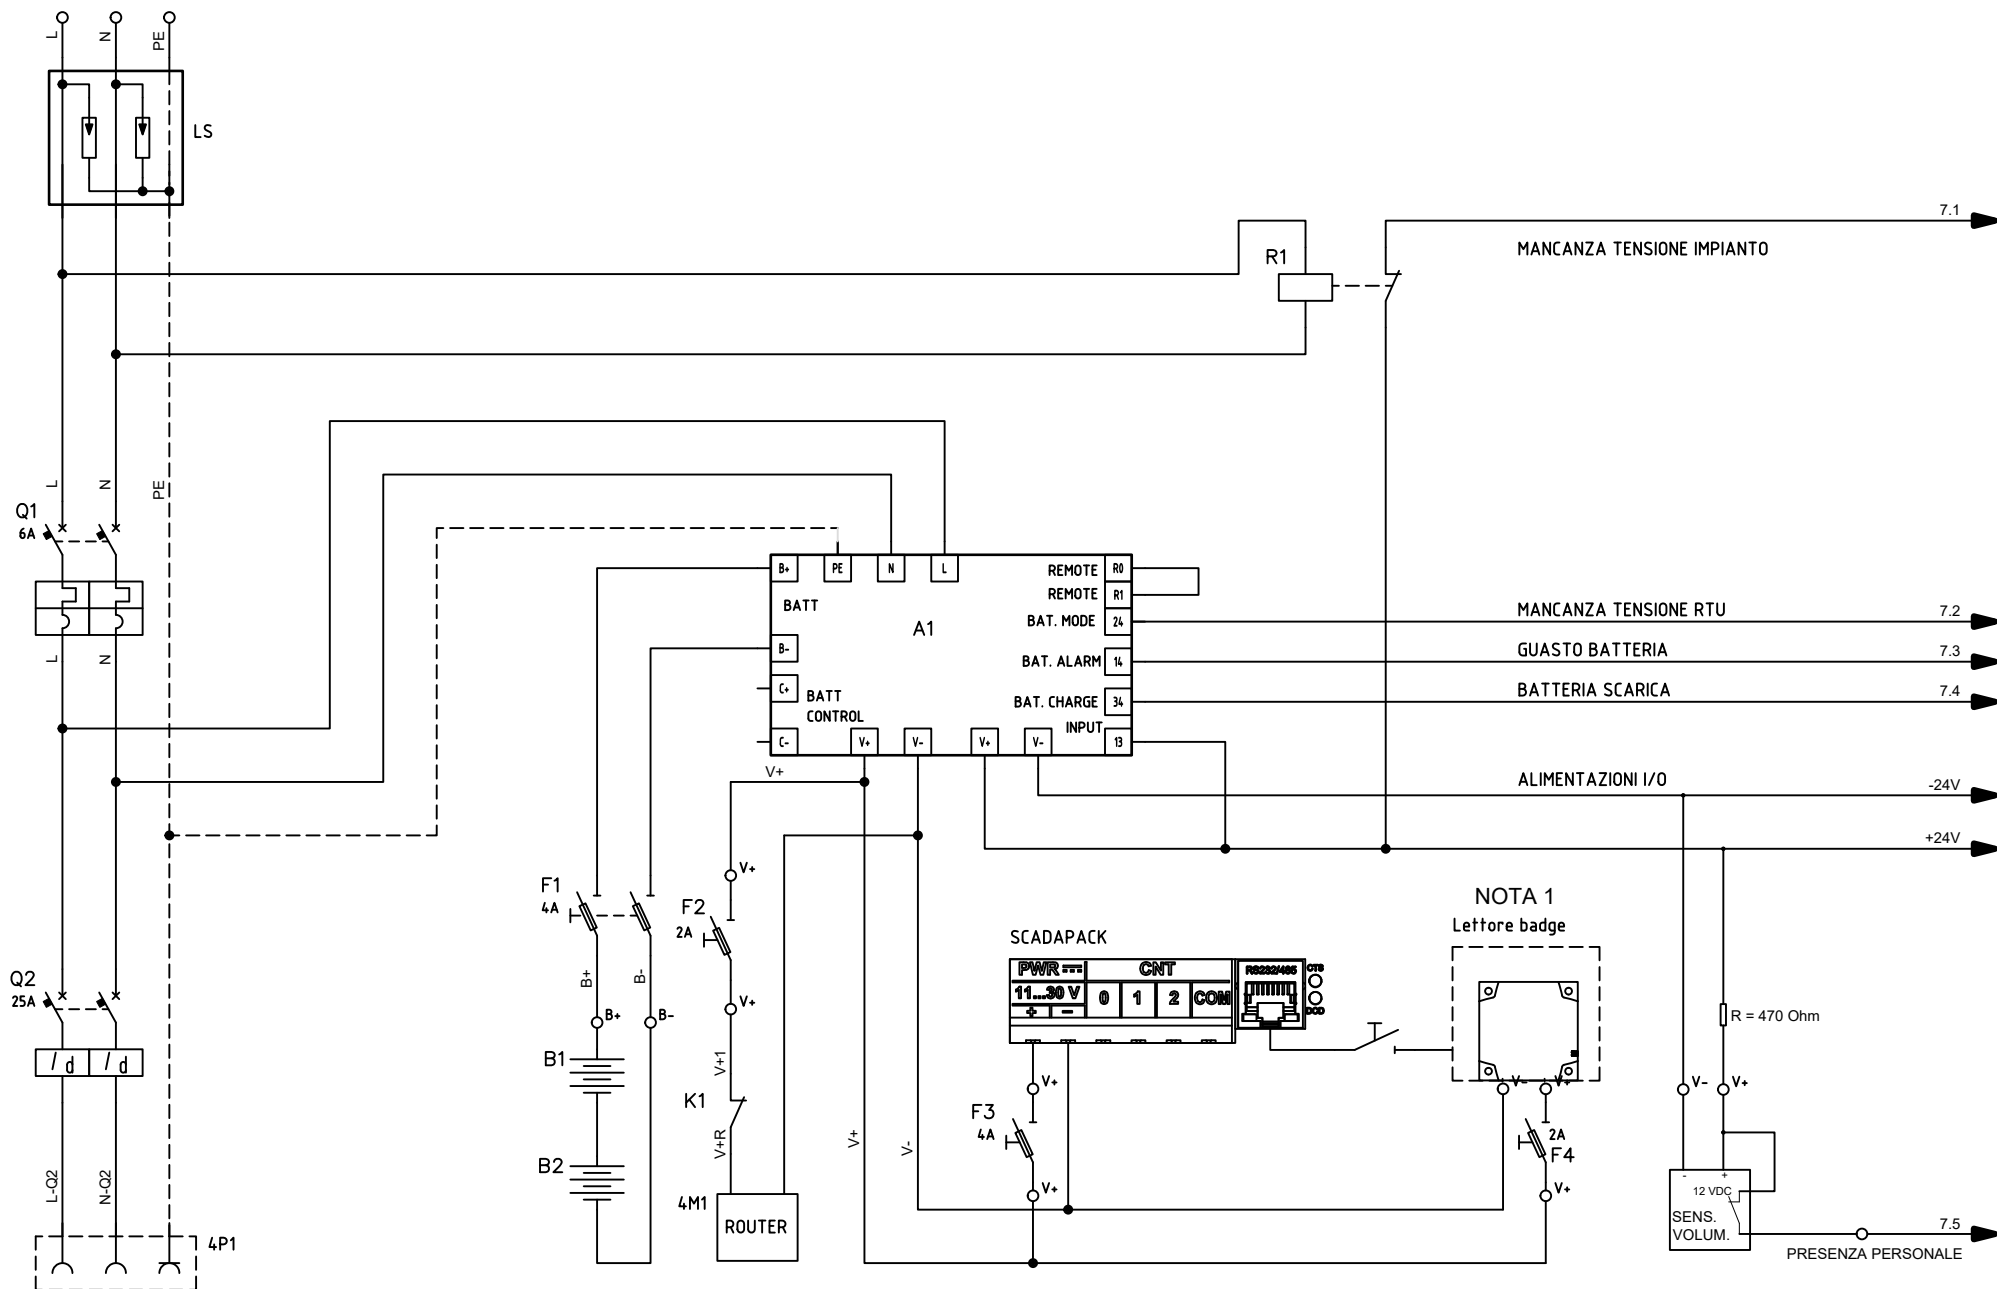 L
N
PE
LS
7.1
MANCANZA TENSIONE IMPIANTO
R1
L
N
PE
Q1
6A
L
N
B+
PE
N
L
REMOTE
R0
REMOTE
R1
BATT
A1
BAT. MODE
24
MANCANZA TENSIONE RTU
7.2
B-
BAT. ALARM
14
GUASTO BATTERIA
7.3
C+
BATT
CONTROL
BAT. CHARGE
34
BATTERIA SCARICA
7.4
INPUT
C-
V+
V-
V+
V-
13
V+
ALIMENTAZIONI I/O
-24V
+24V
F1
4A
V+
F2
2A
NOTA 1
Lettore badge
SCADAPACK
PWR
CNT
RS232/485
CTS
11...30 V
0
1
2
COM
+
-
DCD
Q2
25A
B+
B-
V+
B+
B-
R = 470 Ohm
B1
V+1
V+
V-
V+
V-
V+
K1
F3
4A
2A
F4
V+R
V+
V-
B2
V+
V+
L-Q2
N-Q2
4M1
ROUTER
-
+
12 VDC
SENS.
VOLUM.
7.5
PRESENZA PERSONALE
4P1
I d
I d